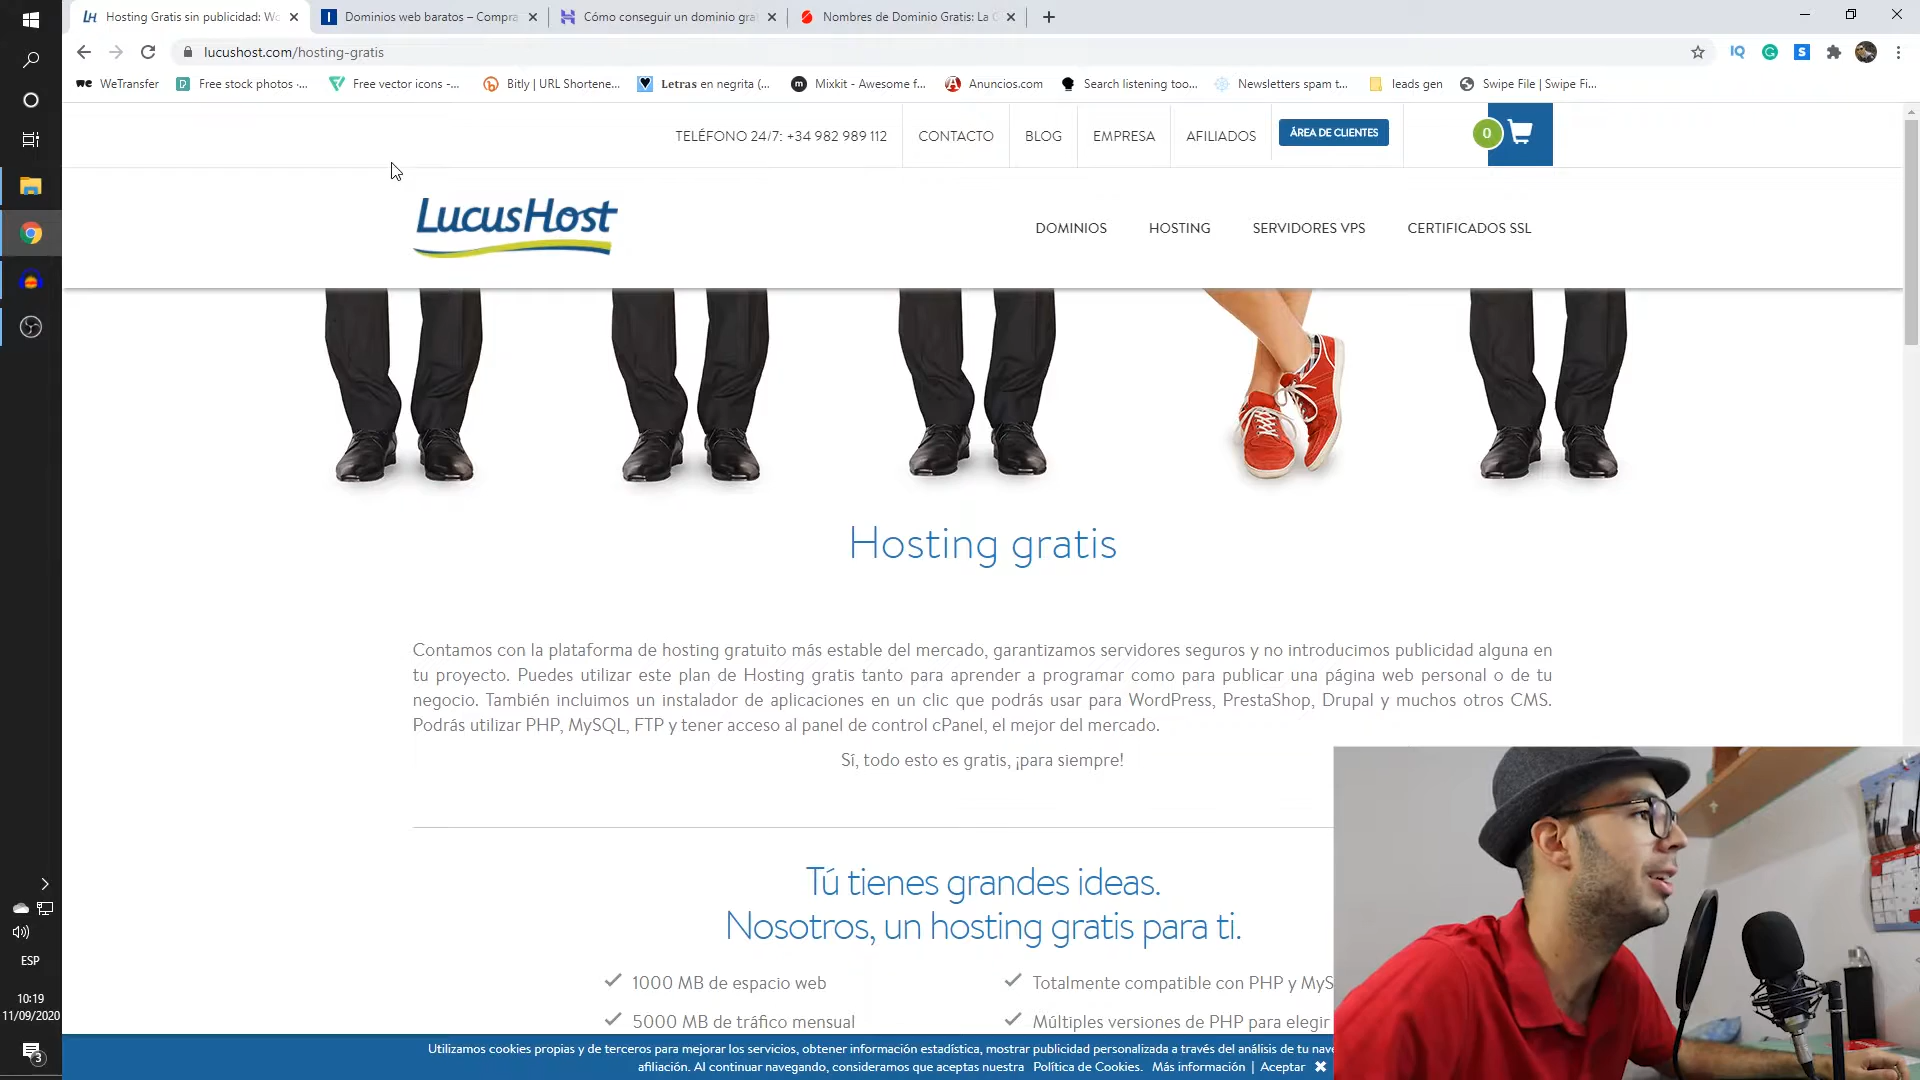 Hosting Gratis sin publicidad: Wo
Dominios web baratos – Compra
Cómo conseguir un dominio gra
Nombres de Dominio Gratis: La
lucushost.com/hosting-gratis
WeTransfer
Free stock photos ·...
Free vector icons -...
Bitly | URL Shortene...
Letras en negrita (...
Mixkit - Awesome f...
Anuncios.com
Search listening too...
Newsletters spam t...
leads gen
Swipe File | Swipe Fi...
TELÉFONO 24/7: +34 982 989 112
CONTACTO
BLOG
EMPRESA
AFILIADOS
ÁREA DE CLIENTES
0
LucusHost
DOMINIOS
HOSTING
SERVIDORES VPS
CERTIFICADOS SSL
Hosting gratis
Contamos con la plataforma de hosting gratuito más estable del mercado, garantizamos servidores seguros y no introducimos publicidad alguna en
tu proyecto. Puedes utilizar este plan de Hosting gratis tanto para aprender a programar como para publicar una página web personal o de tu
negocio. También incluimos un instalador de aplicaciones en un clic que podrás usar para WordPress, PrestaShop, Drupal y muchos otros CMS.
Podrás utilizar PHP, MySQL, FTP y tener acceso al panel de control cPanel, el mejor del mercado.
Sí, todo esto es gratis, ¡para siempre!
Tú tienes grandes ideas.
Nosotros, un hosting gratis para ti.
1000 MB de espacio web
Totalmente compatible con PHP y MyS
5000 MB de tráfico mensual
Múltiples versiones de PHP para elegir
Utilizamos cookies propias y de terceros para mejorar los servicios, obtener información estadística, mostrar publicidad personalizada a través del análisis de tu nave
afiliación. Al continuar navegando, consideramos que aceptas nuestra Política de Cookies. Más información | Aceptar ✖
ESP
10:19
11/09/2020
3